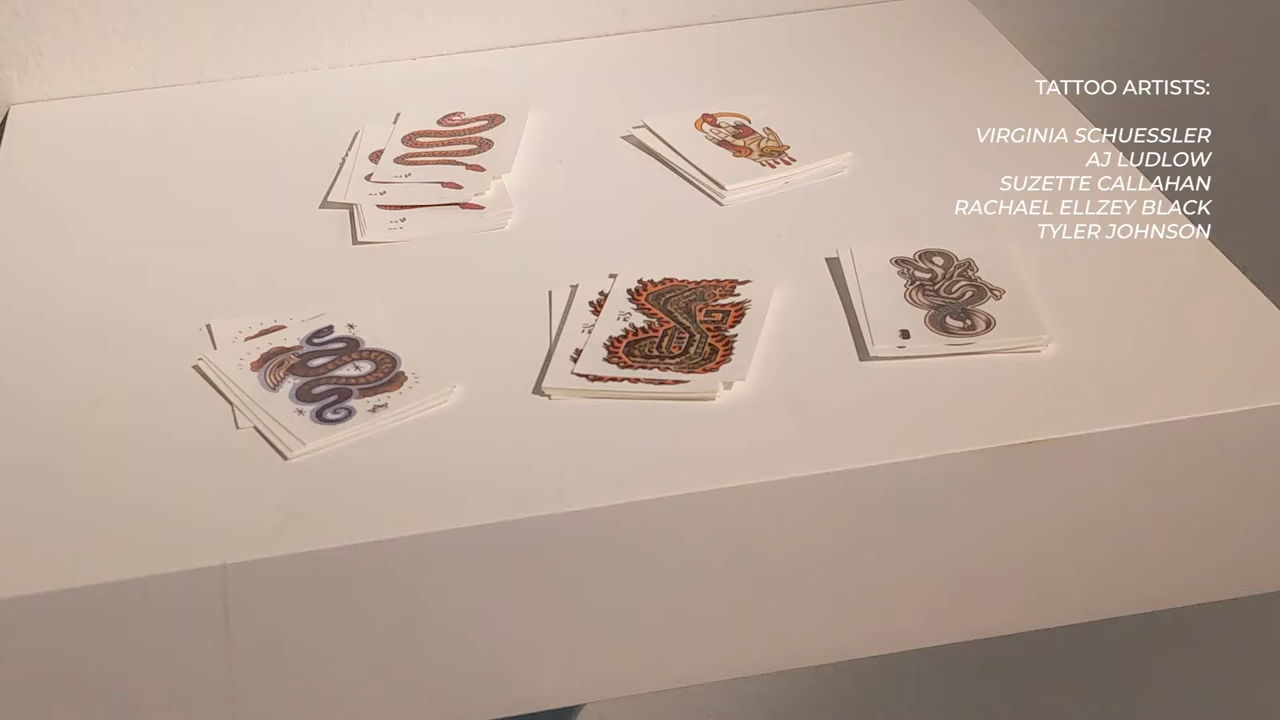 TATTOO ARTISTS:
VIRGINIA SCHUESSLER
AJ LUDLOW
SUZETTE CALLAHAN
RACHAEL ELLZEY BLACK
TYLER JOHNSON